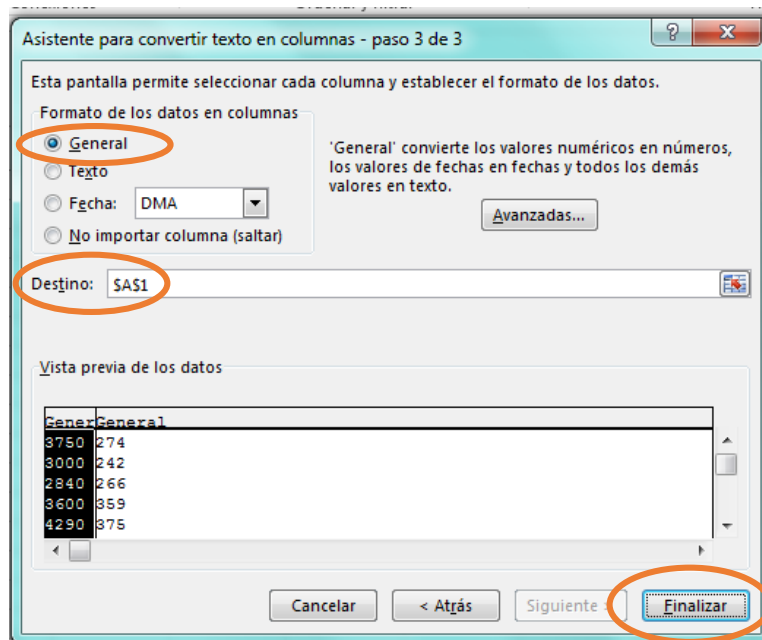 Asistente para convertir texto en columnas - paso 3 de 3
Esta pantalla permite seleccionar cada columna y establecer el formato de los datos.
Formato de los datos en columnas
General
Texto
Fecha: DMA
No importar columna (saltar)
'General' convierte los valores numéricos en números,
los valores de fechas en fechas y todos los demás
valores en texto.
Avanzadas...
Destino: $A$1
Vista previa de los datos
Gener General
3750 274
3000 242
2840 266
3600 359
4290 375
Cancelar < Atrás Siguiente > Finalizar